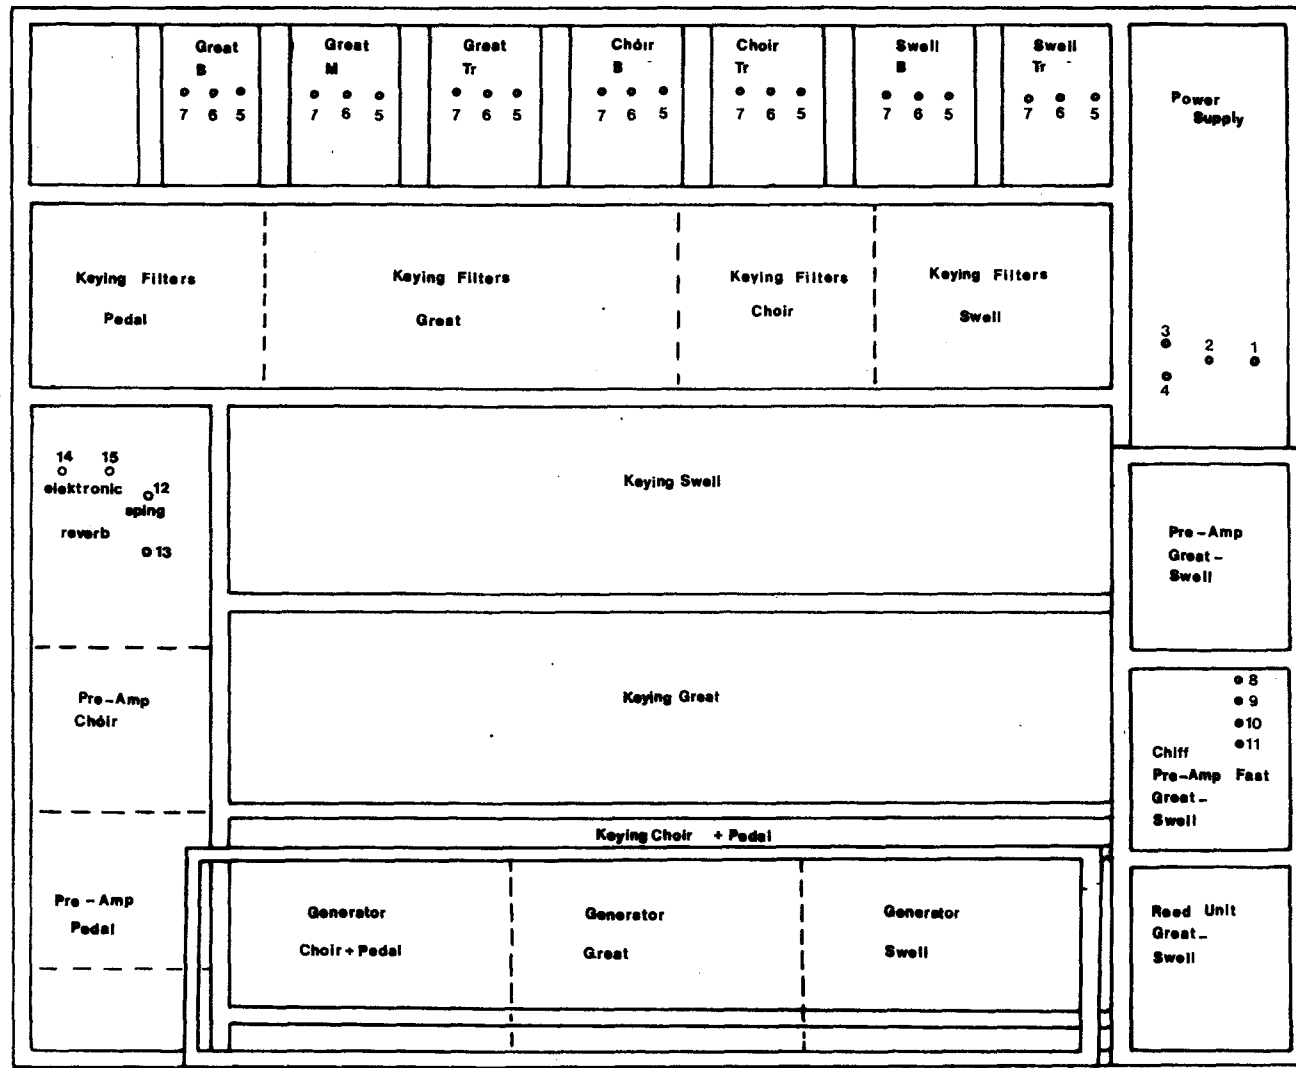 Great
B
7 6 5
Great
M
7 6 5
Great
Tr
7 6 5
Chóir
B
7 6 5
Choir
Tr
7 6 5
Swell
B
7 6 5
Swell
Tr
7 6 5
Power
Supply
3
2
1
4
Keying Filters
Pedal
Keying Filters
Great
Keying Filters
Choir
Keying Filters
Swell
14 15
elektronic
12
sping
reverb
13
Keying Swell
Pre-Amp
Great-
Swell
Pre-Amp
Chóir
Keying Great
8
9
10
11
Chiff
Pre-Amp Fast
Great-
Swell
Keying Choir + Pedal
Pre-Amp
Pedal
Generator
Choir + Pedal
Generator
Great
Generator
Swell
Reed Unit
Great-
Swell